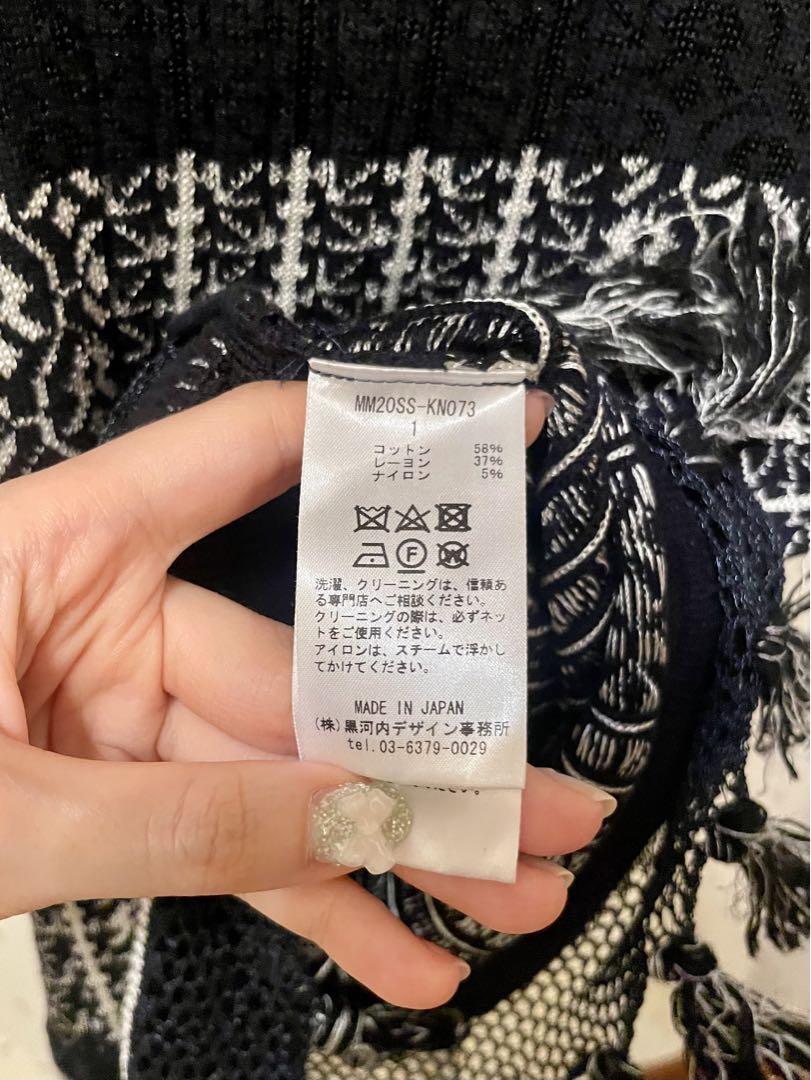 MM20SS-KN073
1
コットン 58%
レーヨン 37%
ナイロン 5%
F W
洗濯、クリーニングは、信頼あ
る専門店へご相談ください。
クリーニングの際は、必ずネッ
トをご使用ください。
アイロンは、スチームで浮かし
てかけてください。
MADE IN JAPAN
(株)黒河内デザイン事務所
tel.03-6379-0029
ください。